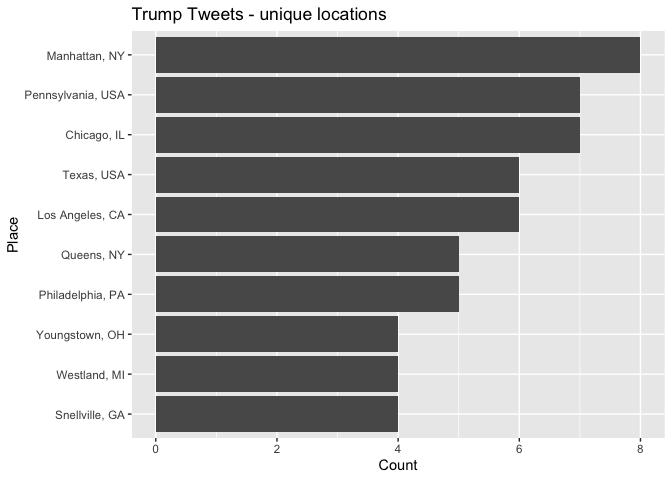 Trump Tweets - unique locations
Manhattan, NY
Pennsylvania, USA
Chicago, IL
Texas, USA
Los Angeles, CA
Queens, NY
Philadelphia, PA
Youngstown, OH
Westland, MI
Snellville, GA
Place
0 2 4 6 8
Count